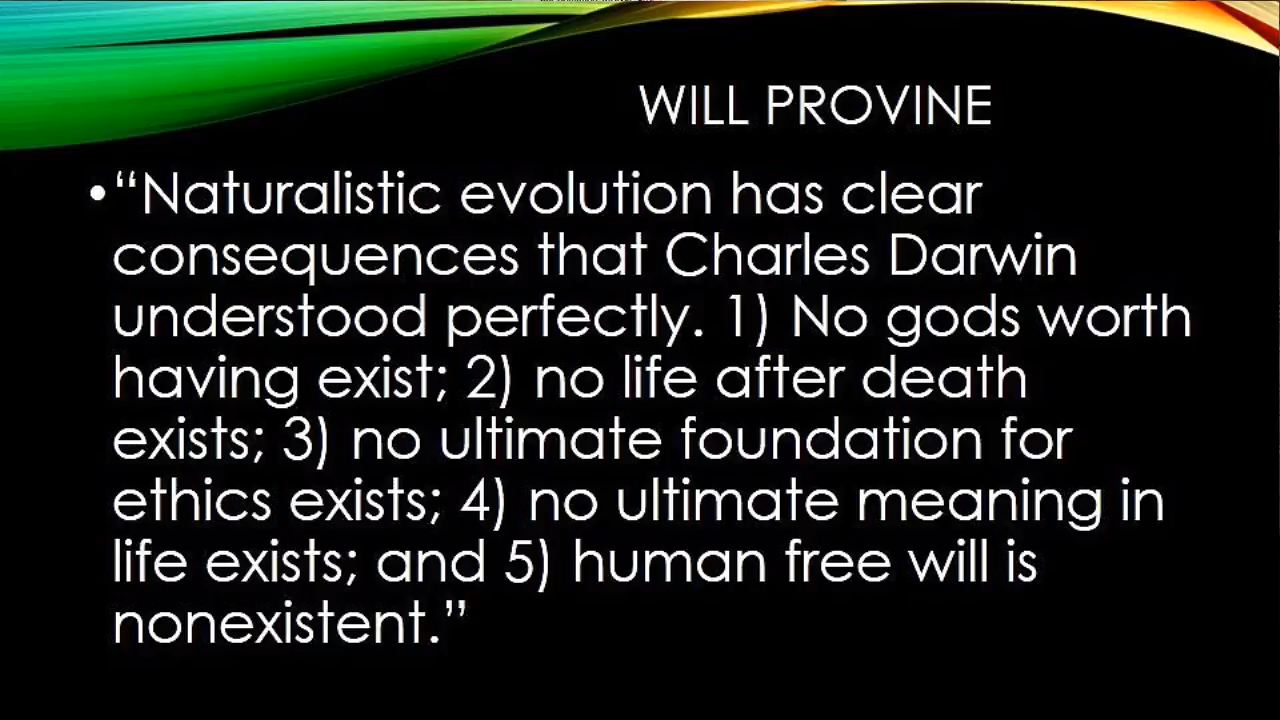 WILL PROVINE
•“Naturalistic evolution has clear
consequences that Charles Darwin
understood perfectly. 1) No gods worth
having exist; 2) no life after death
exists; 3) no ultimate foundation for
ethics exists; 4) no ultimate meaning in
life exists; and 5) human free will is
nonexistent.”